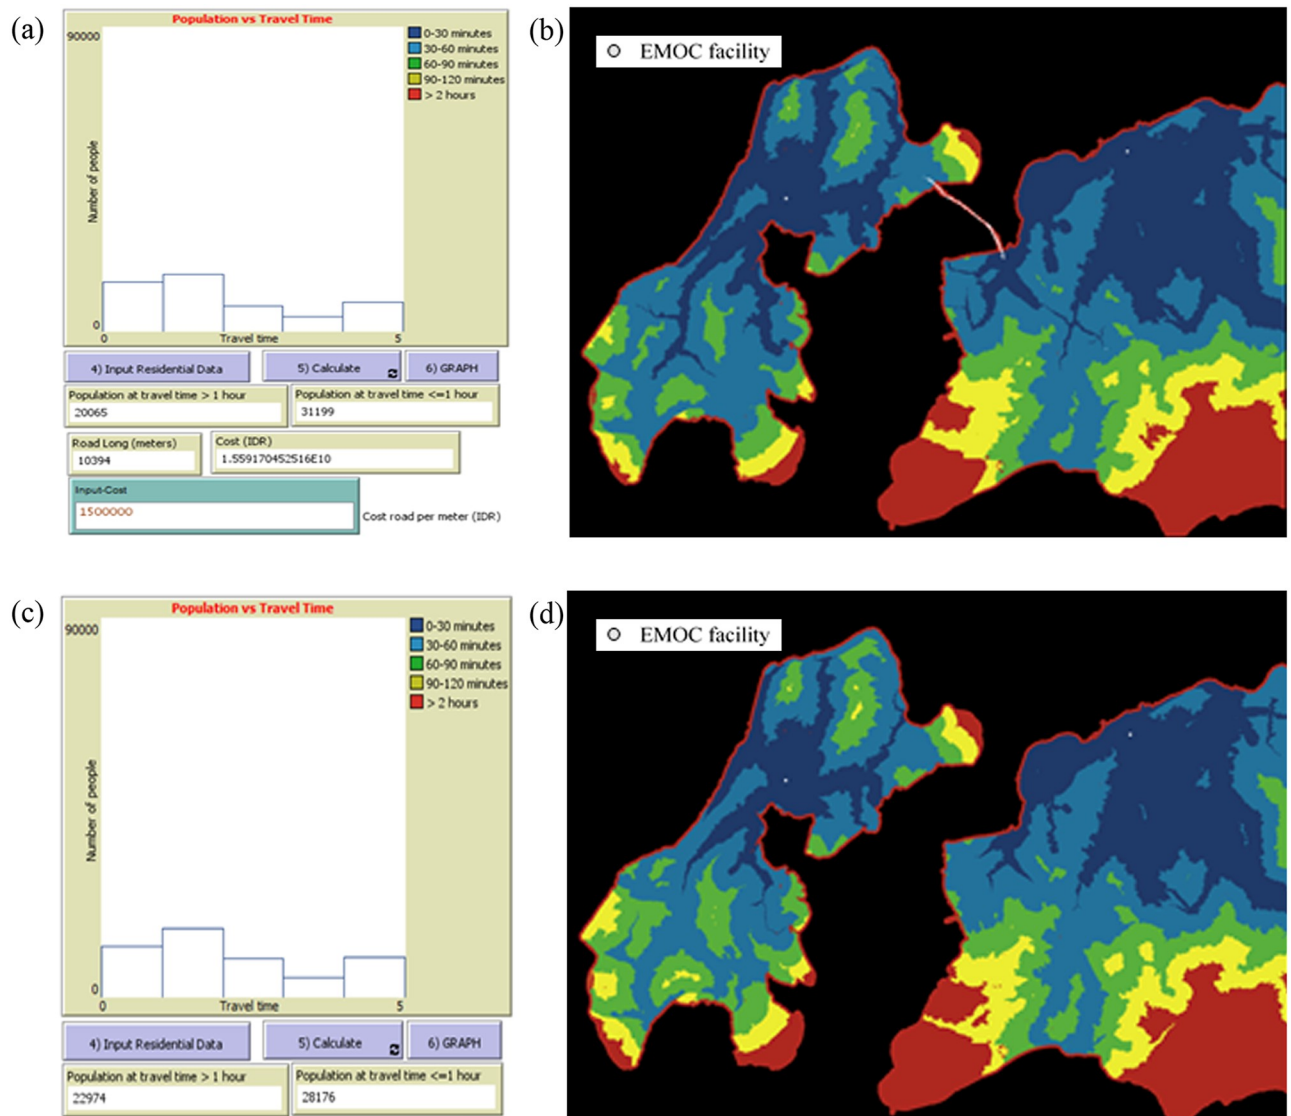 (a)
Population vs Travel Time
90000
Number of people
0
0
Travel time
5
0-30 minutes
30-60 minutes
60-90 minutes
90-120 minutes
> 2 hours
4) Input Residential Data
5) Calculate
6) GRAPH
Population at travel time > 1 hour
20065
Population at travel time <=1 hour
31199
Road Long (meters)
10394
Cost (IDR)
1.559170452516E10
Input-Cost
1500000
Cost road per meter (IDR)
(b)
EMOC facility
(c)
Population vs Travel Time
90000
Number of people
0
0
Travel time
5
0-30 minutes
30-60 minutes
60-90 minutes
90-120 minutes
> 2 hours
4) Input Residential Data
5) Calculate
6) GRAPH
Population at travel time > 1 hour
22974
Population at travel time <=1 hour
28176
(d)
EMOC facility